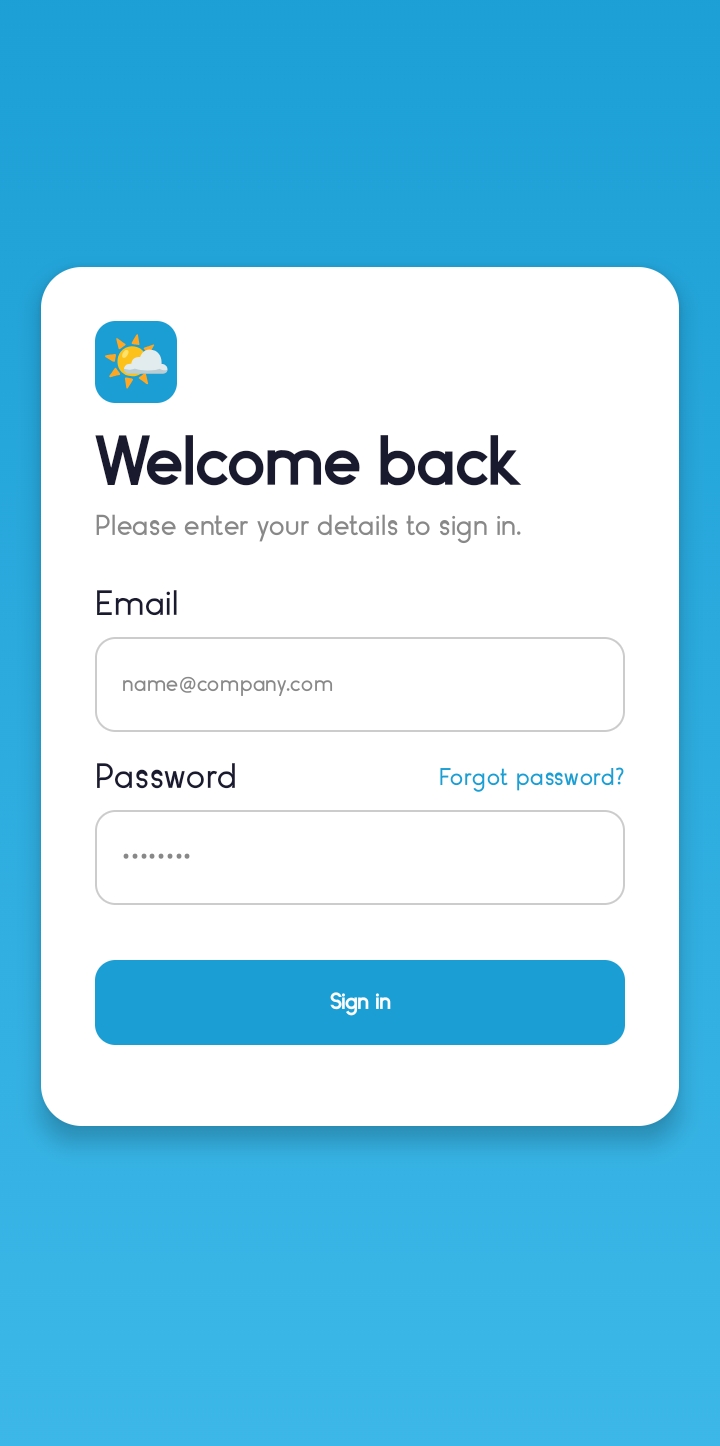 Welcome back
Please enter your details to sign in.
Email
name@company.com
Password Forgot password?
••••••••
Sign in